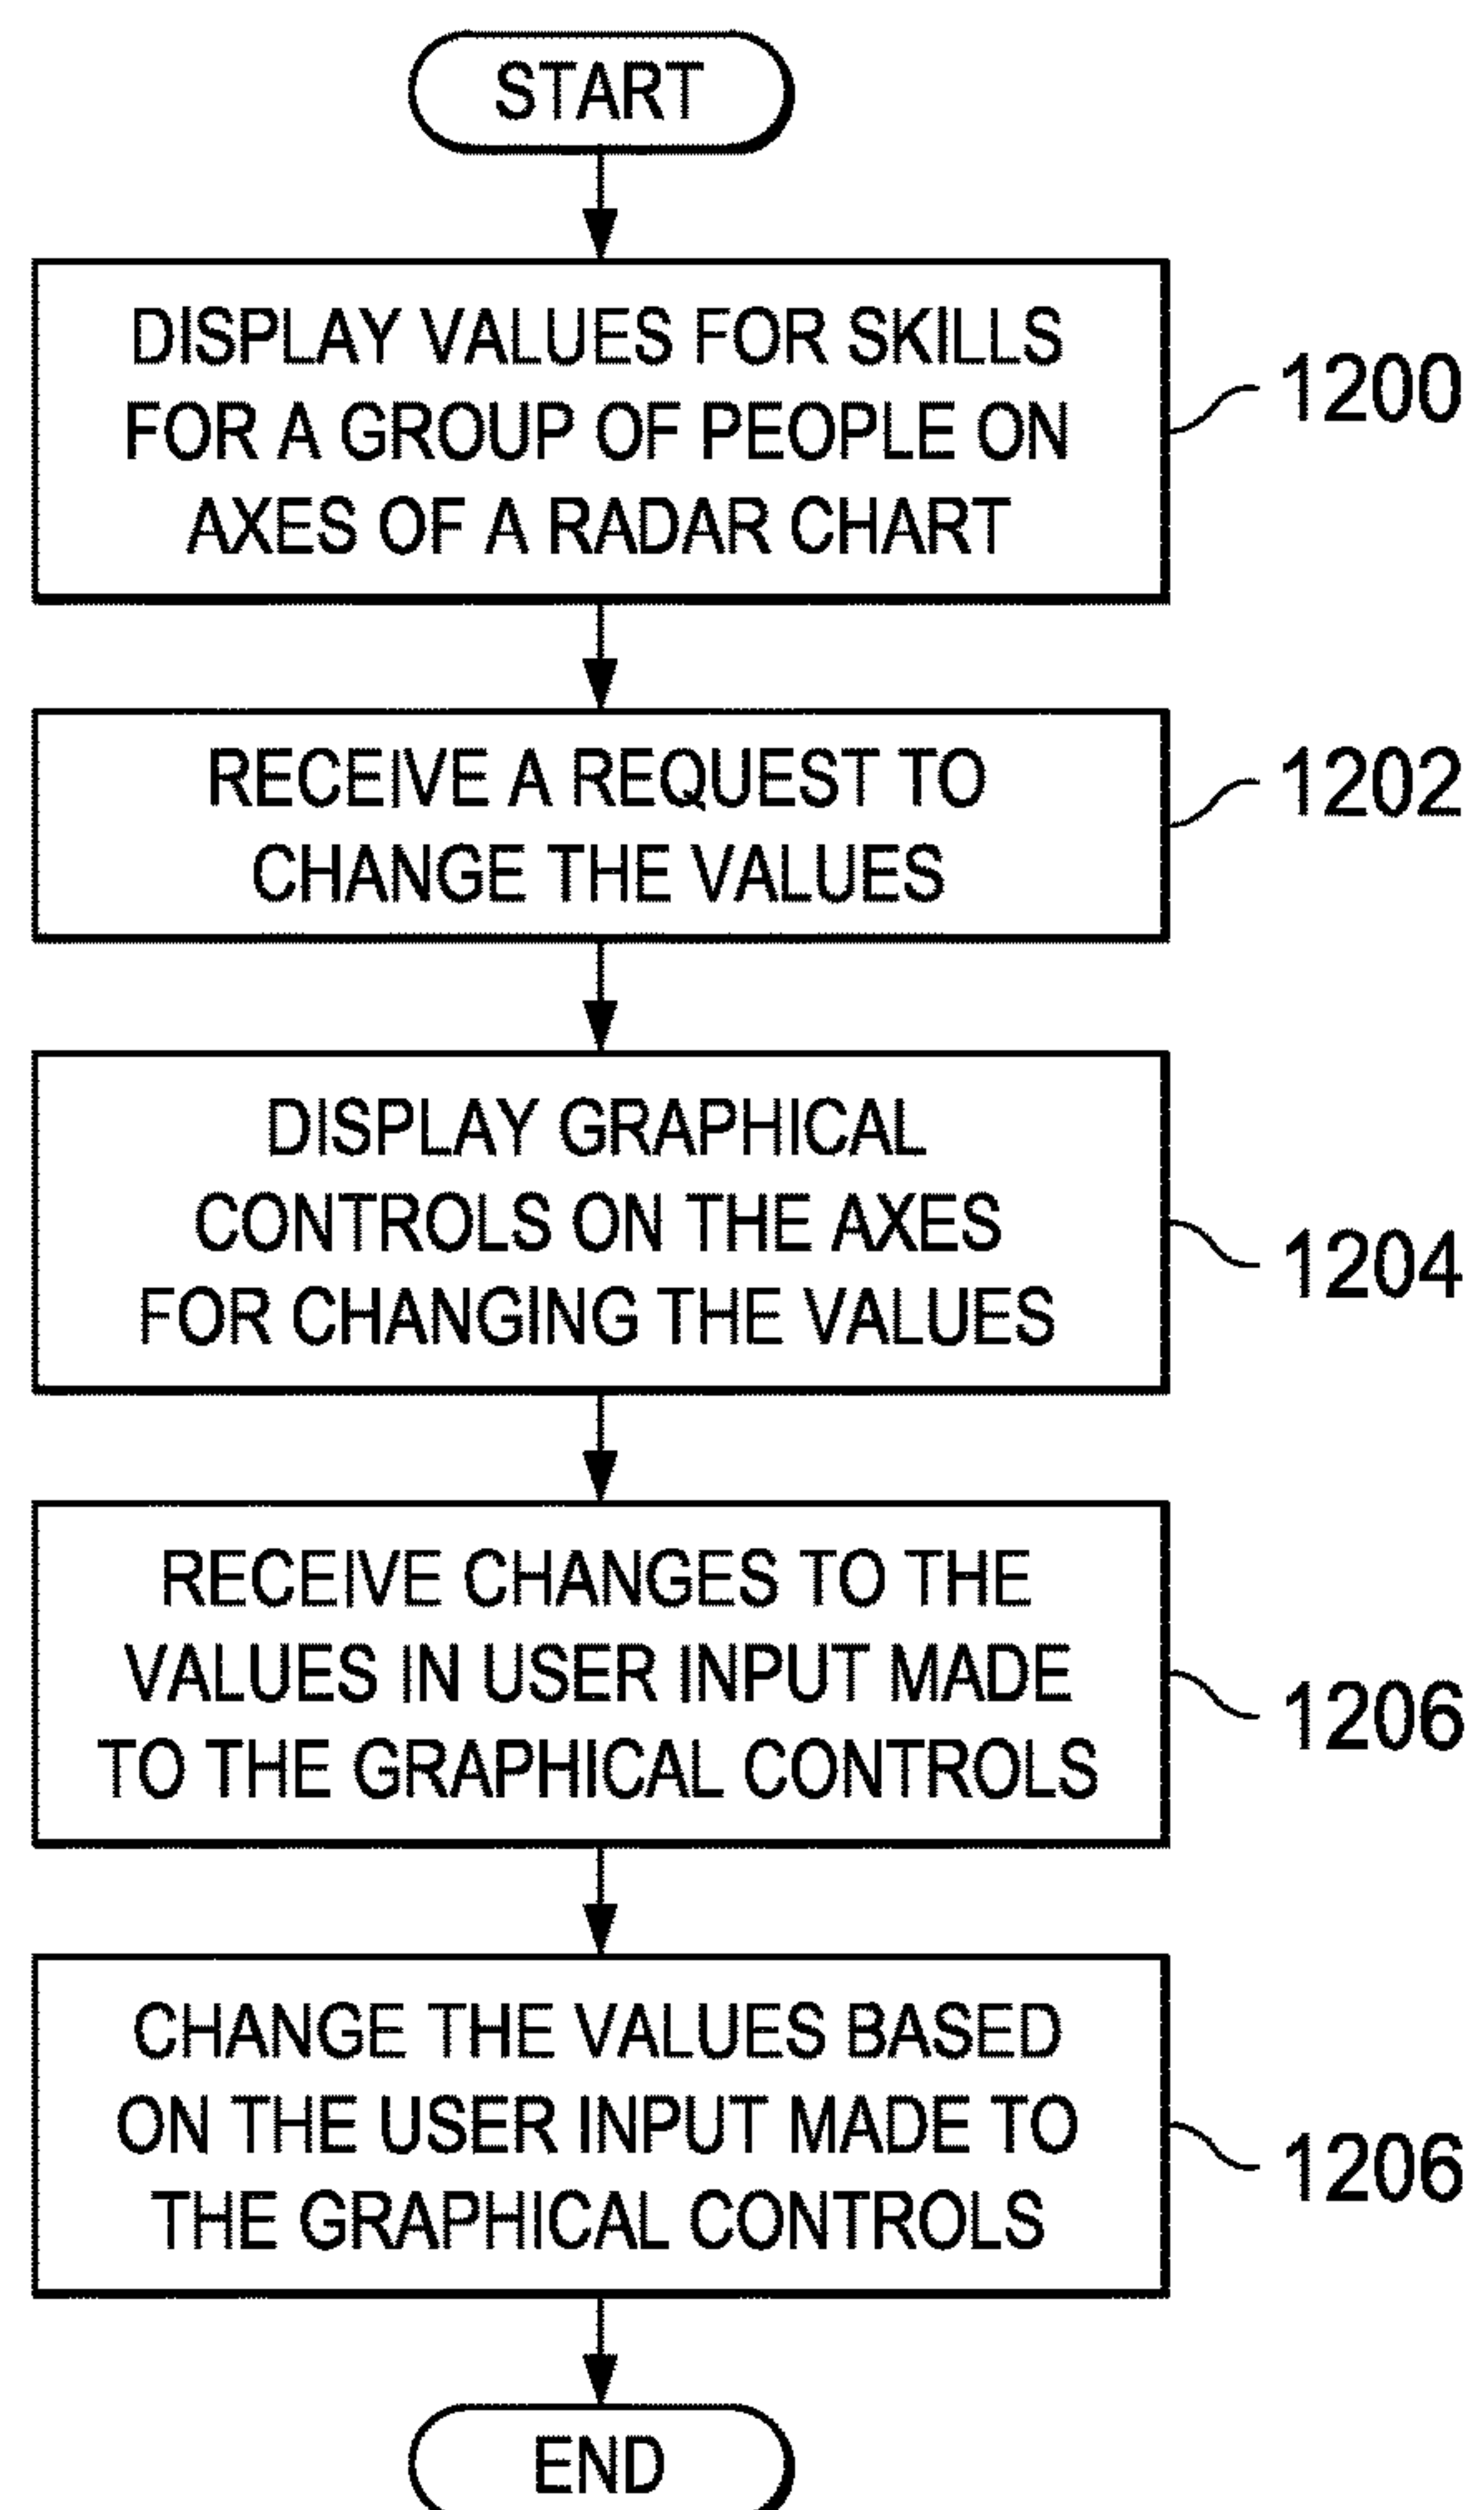 START
DISPLAY VALUES FOR SKILLS
FOR A GROUP OF PEOPLE ON
AXES OF A RADAR CHART
1200
RECEIVE A REQUEST TO
CHANGE THE VALUES
1202
DISPLAY GRAPHICAL
CONTROLS ON THE AXES
FOR CHANGING THE VALUES
1204
RECEIVE CHANGES TO THE
VALUES IN USER INPUT MADE
TO THE GRAPHICAL CONTROLS
1206
CHANGE THE VALUES BASED
ON THE USER INPUT MADE TO
THE GRAPHICAL CONTROLS
1206
END